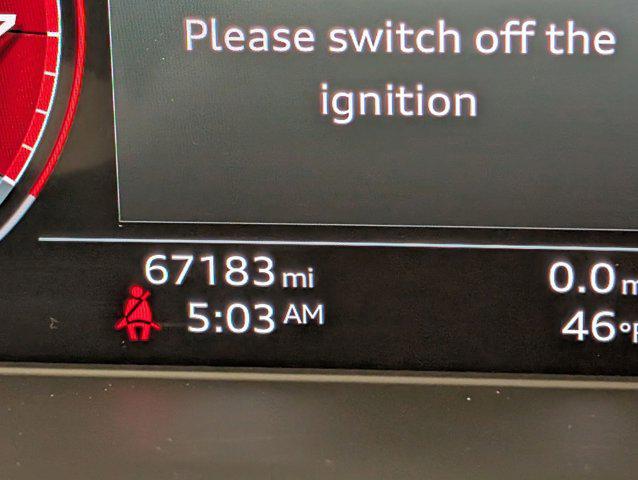 Please switch off the
ignition
67183 mi
0.0
5:03 AM
46°F